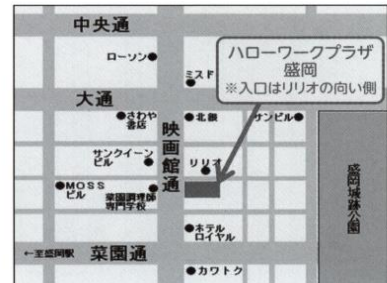 中央通
ローソン
ハローワークプラザ
盛岡
※入口はリリオの向い側
ミスド
大通
さわや
書店
映画館通
北銀
サンビル
サンクイーン
ビル
リリオ
MOSS
ビル
菜園調理師
専門学校
盛岡城跡公園
ホテル
ロイヤル
←至盛岡駅
菜園通
カワトク